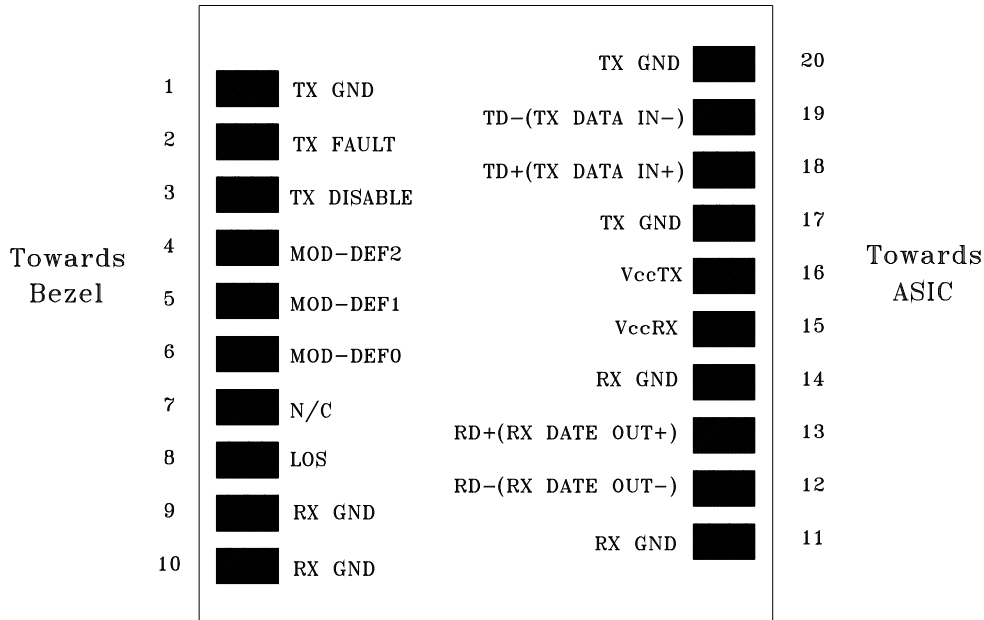 Towards
Bezel
1 TX GND
2 TX FAULT
3 TX DISABLE
4 MOD-DEF2
5 MOD-DEF1
6 MOD-DEF0
7 N/C
8 LOS
9 RX GND
10 RX GND
TX GND 20
TD-(TX DATA IN-) 19
TD+(TX DATA IN+) 18
TX GND 17
VccTX 16
VccRX 15
RX GND 14
RD+(RX DATE OUT+) 13
RD-(RX DATE OUT-) 12
RX GND 11
Towards
ASIC